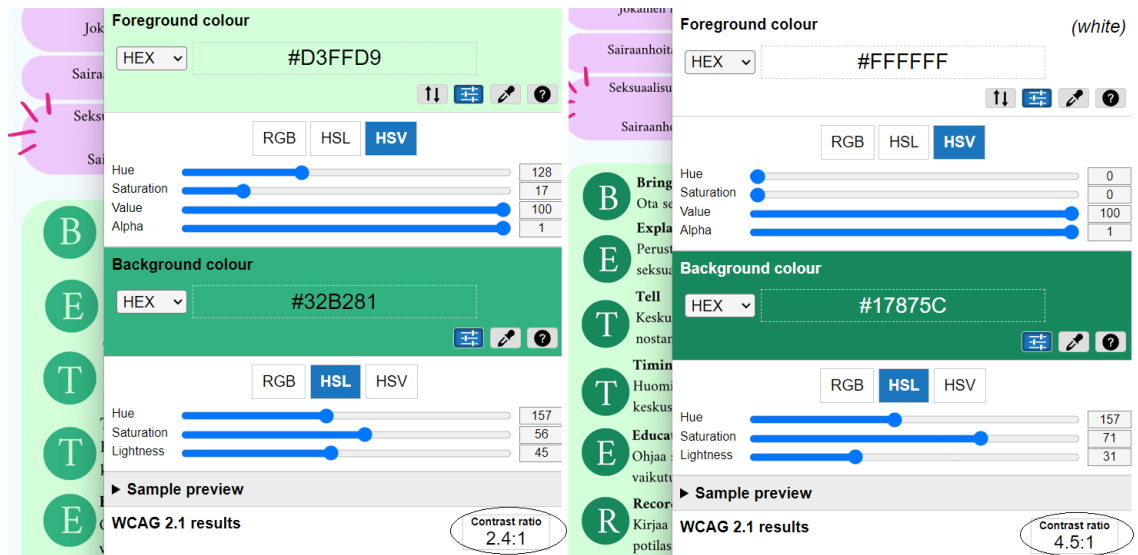 Jok
Sairaa
Seksu
Sai
B
E
T
T
E
Foreground colour
HEX
#D3FFD9
RGB
HSL
HSV
Hue
128
Saturation
17
Value
100
Alpha
1
Background colour
HEX
#32B281
RGB
HSL
HSV
Hue
157
Saturation
56
Lightness
45
Sample preview
WCAG 2.1 results
Contrast ratio
2.4:1
Sairaanhoita
Seksuaalisu
Sairaanho
B
Bring
Ota se
E
Expla
Perust
seksua
T
Tell
Kesku
nostan
T
Timin
Huomi
keskus
E
Educat
Ohjaa s
vaikutu
R
Record
Kirjaa
potilas
Foreground colour
(white)
HEX
#FFFFFF
RGB
HSL
HSV
Hue
0
Saturation
0
Value
100
Alpha
1
Background colour
HEX
#17875C
RGB
HSL
HSV
Hue
157
Saturation
71
Lightness
31
Sample preview
WCAG 2.1 results
Contrast ratio
4.5:1